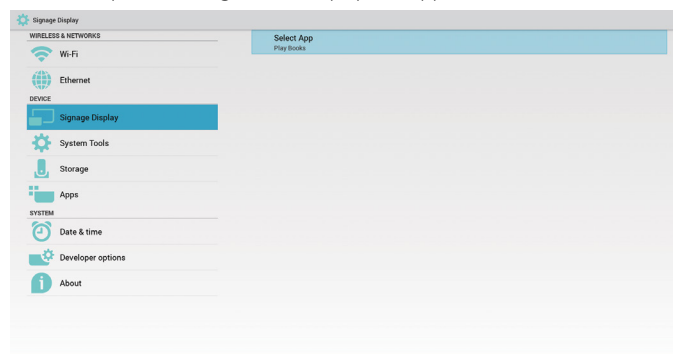 Signage Display
WIRELESS & NETWORKS
Wi-Fi
Ethernet
DEVICE
Signage Display
System Tools
Storage
Apps
SYSTEM
Date & time
Developer options
About
Select App
Play Books